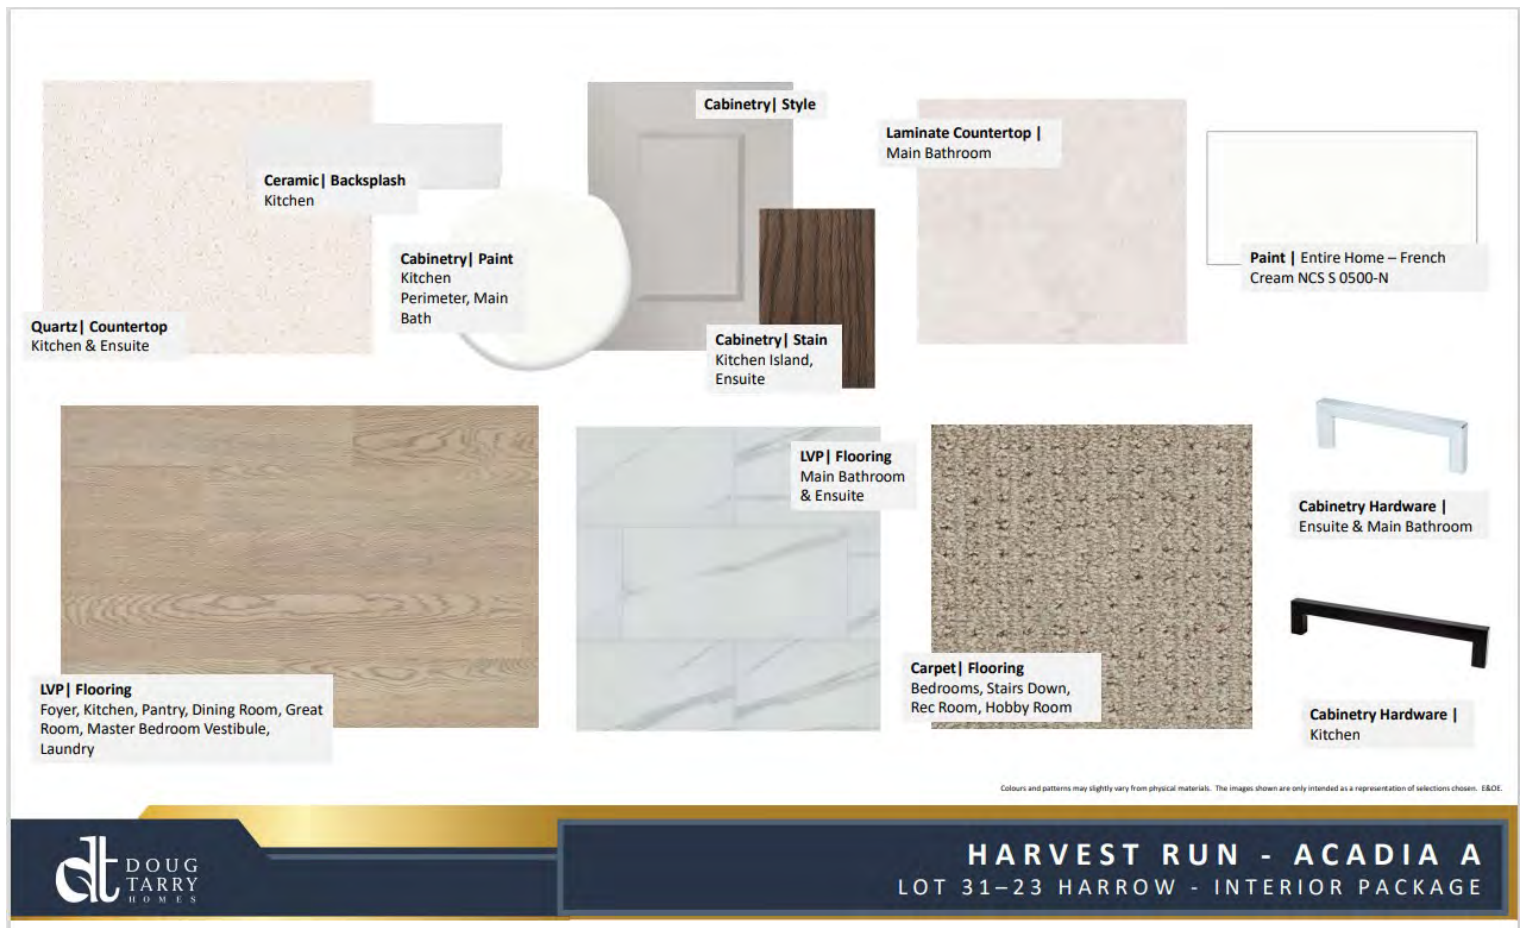 Cabinetry| Style
Laminate Countertop |
Main Bathroom
Ceramic| Backsplash
Kitchen
Cabinetry| Paint
Kitchen
Perimeter, Main
Bath
Paint | Entire Home – French
Cream NCS S 0500-N
Quartz| Countertop
Kitchen & Ensuite
Cabinetry| Stain
Kitchen Island,
Ensuite
LVP| Flooring
Main Bathroom
& Ensuite
Cabinetry Hardware |
Ensuite & Main Bathroom
LVP| Flooring
Foyer, Kitchen, Pantry, Dining Room, Great
Room, Master Bedroom Vestibule,
Laundry
Carpet| Flooring
Bedrooms, Stairs Down,
Rec Room, Hobby Room
Cabinetry Hardware |
Kitchen
Colours and patterns may slightly vary from physical materials. The images shown are only intended as a representation of selections chosen. E&OE.
dt
DOUG
TARRY
HOMES
HARVEST RUN - ACADIA A
LOT 31–23 HARROW - INTERIOR PACKAGE